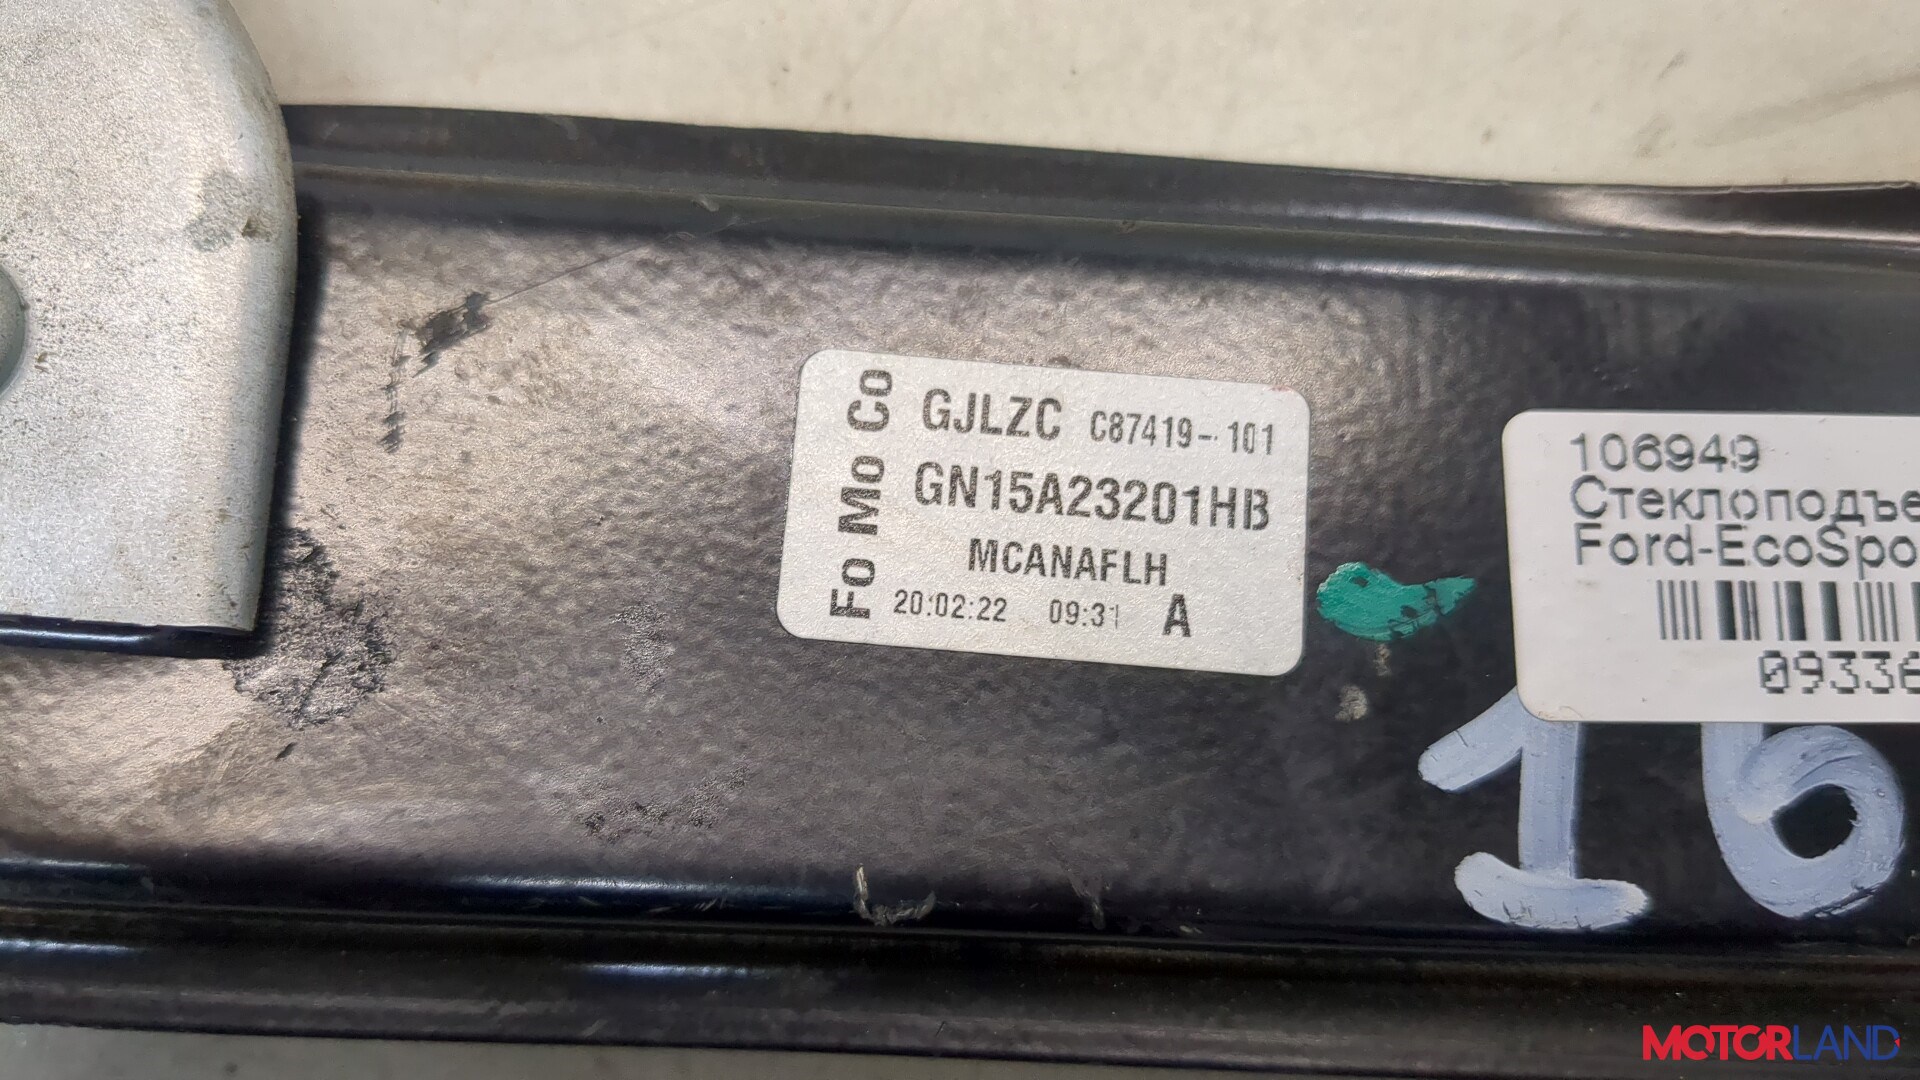 Fo Mo Co
GJLZC C87419-101
GN15A23201HB
MCANAFLH
20:02:22 09:31 A
106949
Стеклоподъе
Ford-EcoSpo
09336
16
MOTORLAND